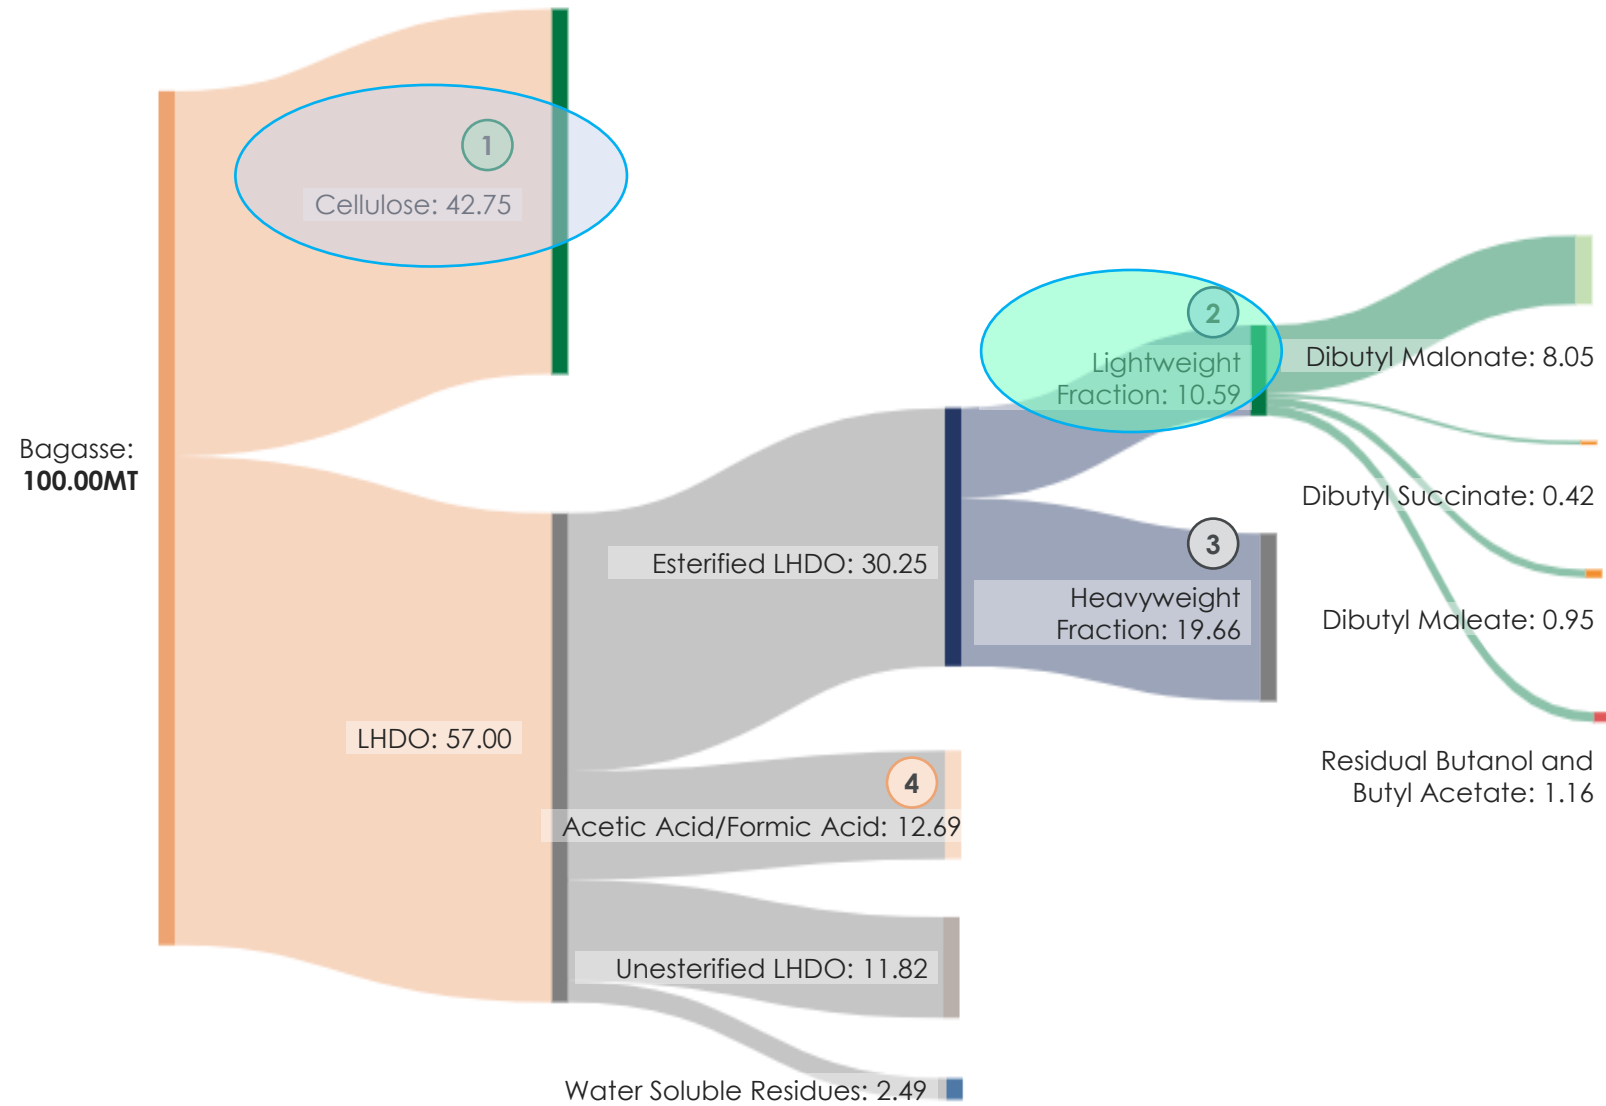 1
Cellulose: 42.75
2
Lightweight
Fraction: 10.59
Dibutyl Malonate: 8.05
Bagasse:
100.00MT
Dibutyl Succinate: 0.42
3
Esterified LHDO: 30.25
Heavyweight
Fraction: 19.66
Dibutyl Maleate: 0.95
LHDO: 57.00
Residual Butanol and
Butyl Acetate: 1.16
4
Acetic Acid/Formic Acid: 12.69
Unesterified LHDO: 11.82
Water Soluble Residues: 2.49